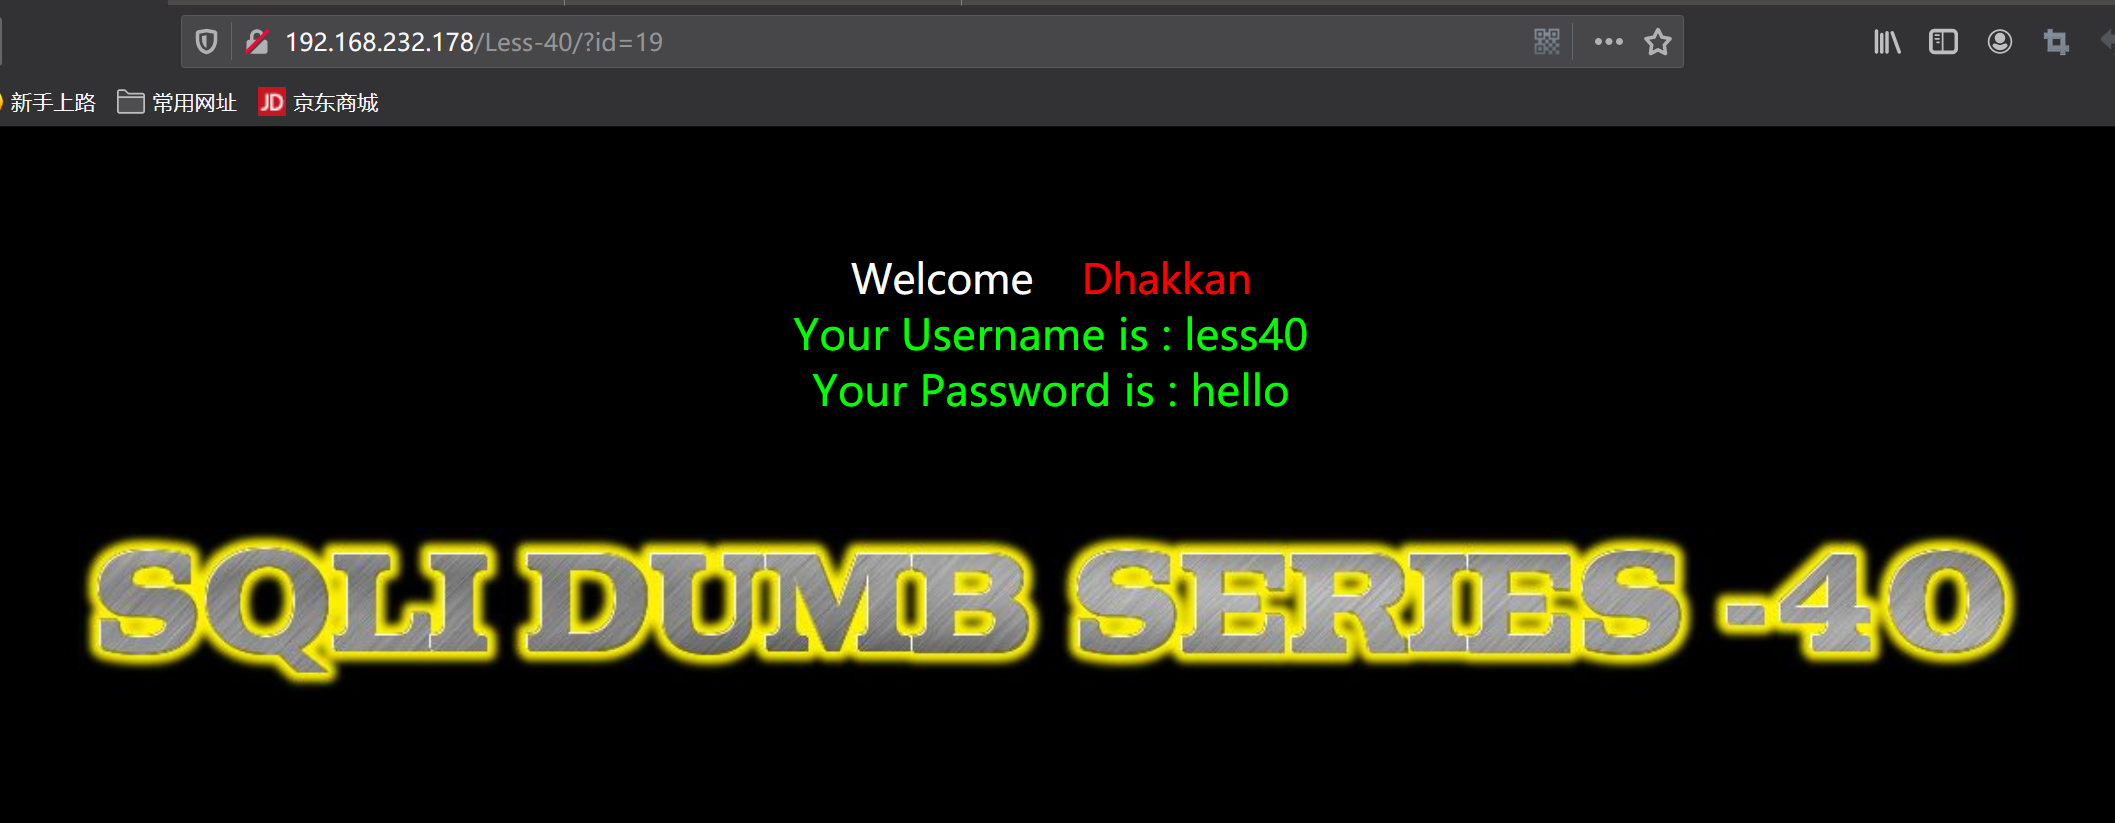 192.168.232.178/Less-40/?id=19
新手上路 常用网址 JD 京东商城
Welcome Dhakkan
Your Username is : less40
Your Password is : hello
SQLI DUMB SERIES -40